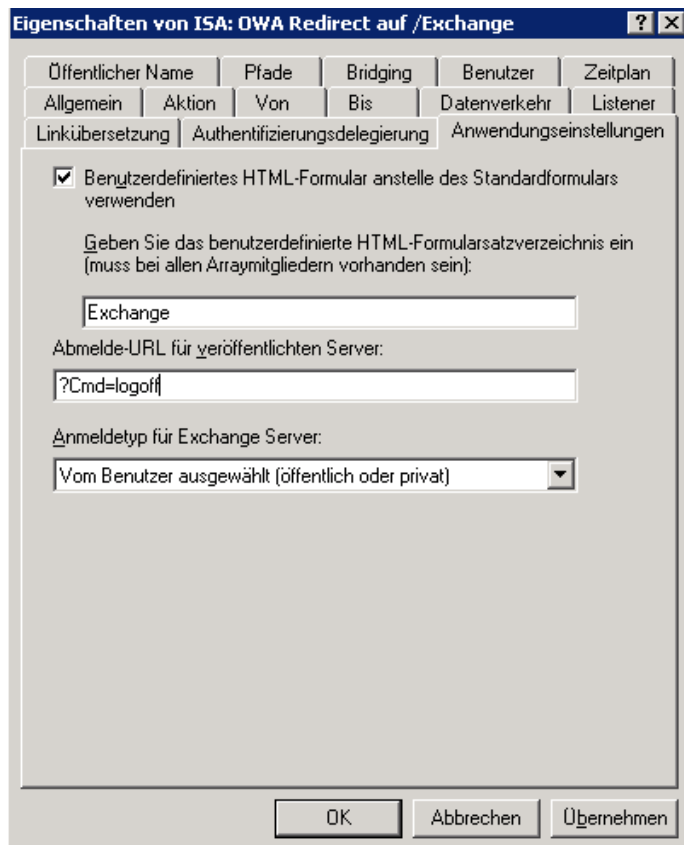 Eigenschaften von ISA: OWA Redirect auf /Exchange
Öffentlicher Name Pfade Bridging Benutzer Zeitplan
Allgemein Aktion Von Bis Datenverkehr Listener
Linkübersetzung Authentifizierungsdelegierung Anwendungseinstellungen
Benutzerdefiniertes HTML-Formular anstelle des Standardformulars
verwenden
Geben Sie das benutzerdefinierte HTML-Formularsatzverzeichnis ein
(muss bei allen Arraymitgliedern vorhanden sein):
Exchange
Abmelde-URL für veröffentlichten Server:
?Cmd=logoff
Anmeldetyp für Exchange Server:
Vom Benutzer ausgewählt (öffentlich oder privat)
OK Abbrechen Übernehmen